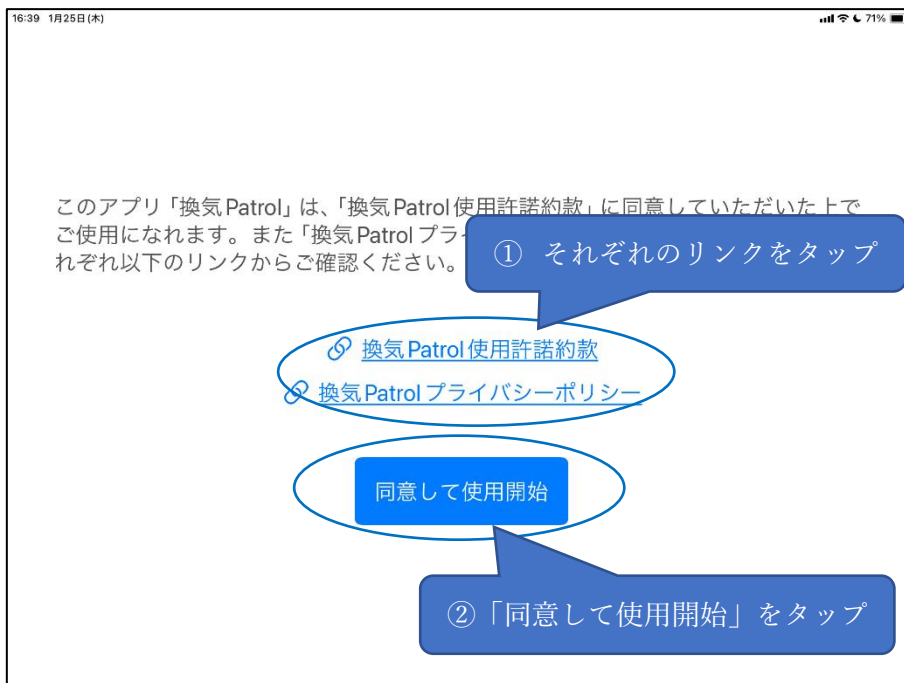 16:39 1月25日(木)
71%
このアプリ「換気Patrol」は、「換気Patrol使用許諾約款」に同意していただいた上で
ご使用になれます。また「換気Patrolプライ
れぞれ以下のリンクからご確認ください。
① それぞれのリンクをタップ
換気Patrol使用許諾約款
換気Patrolプライバシーポリシー
同意して使用開始
②「同意して使用開始」をタップ